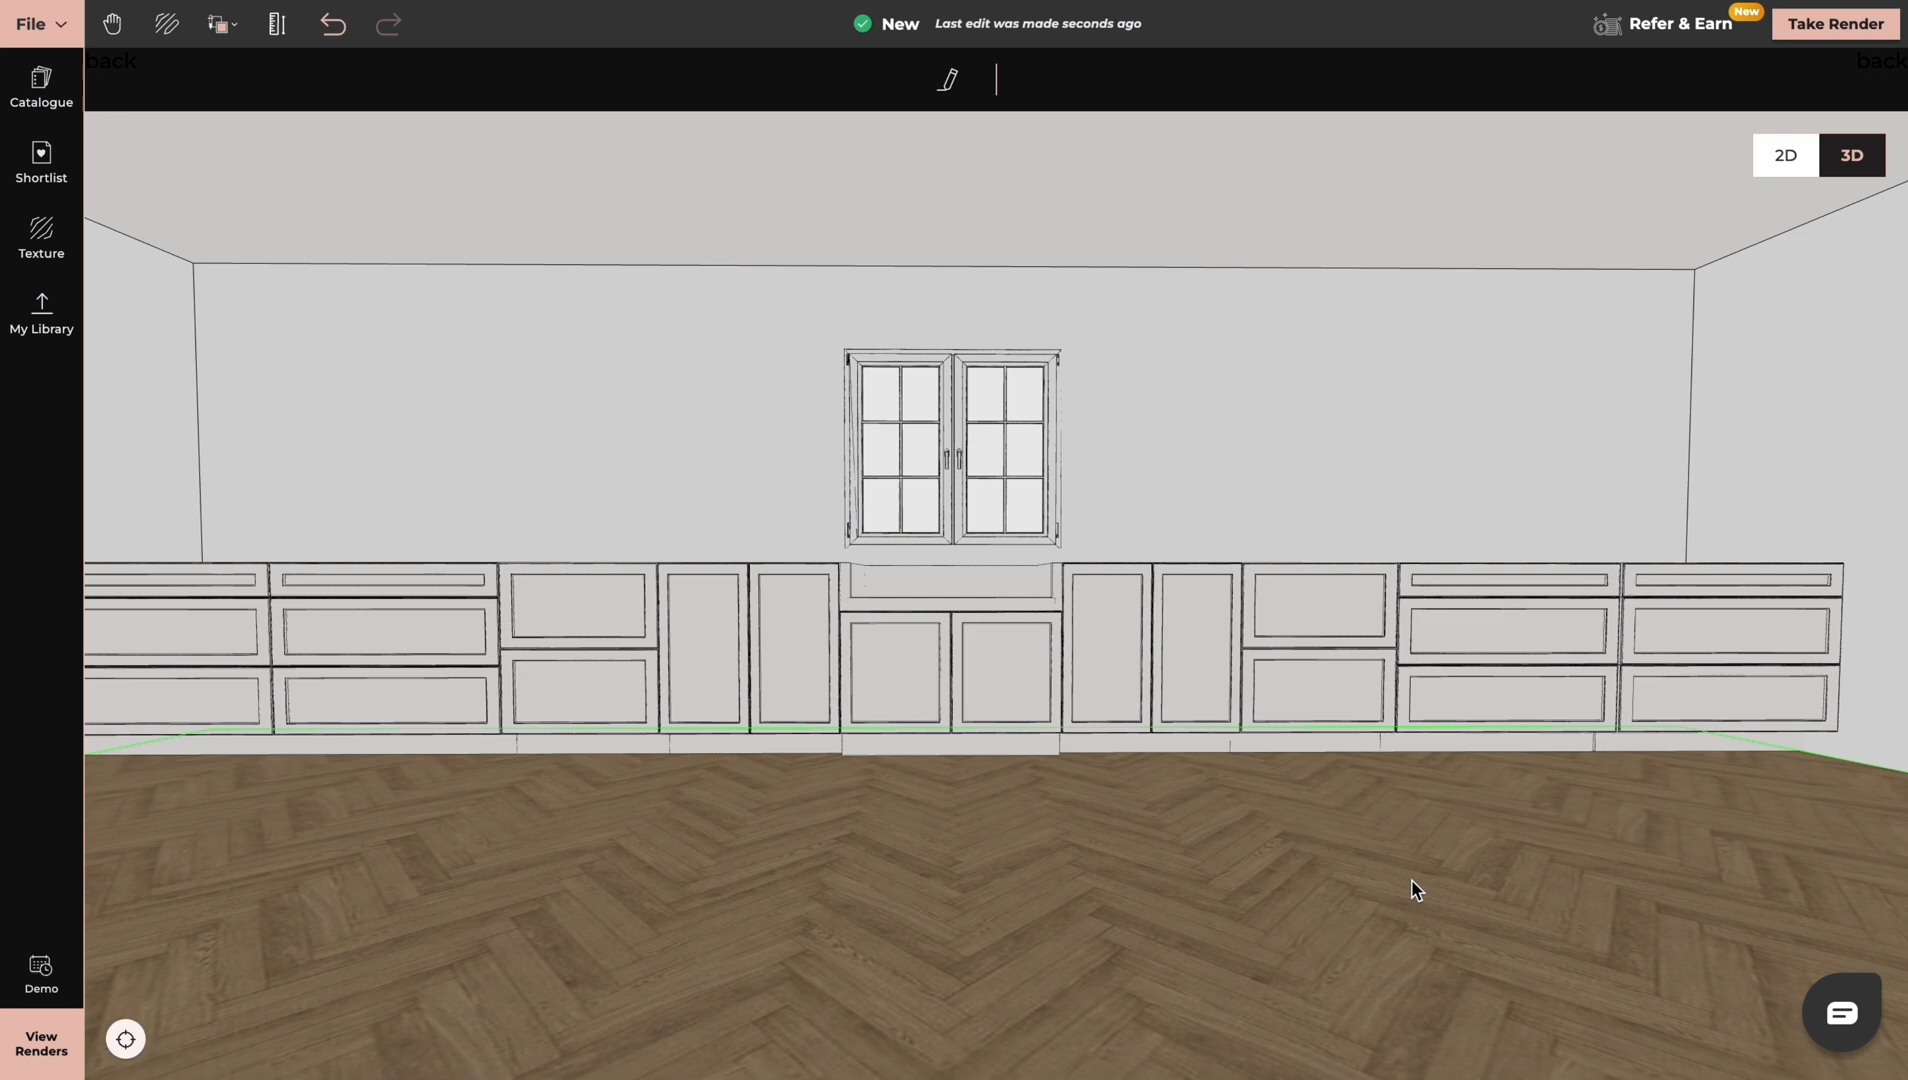 File
New
Last edit was made seconds ago
Refer & Earn
New
Take Render
back
back
Catalogue
2D
3D
Shortlist
Texture
My Library
Demo
View
Renders